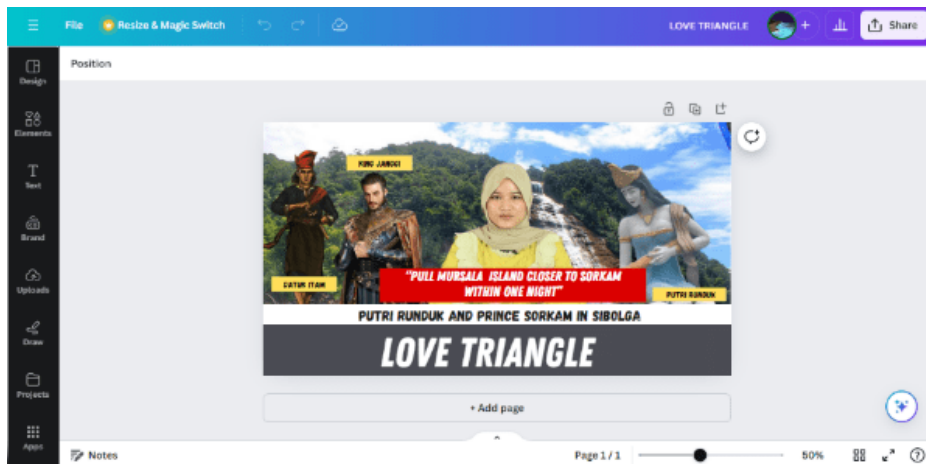 File Resize & Magic Switch LOVE TRIANGLE + Share
Position
Design
Elements
Text
Brand
Uploads
Draw
Projects
Apps
KING JANGGI
DATUK ITAM
"PULL MURSALA ISLAND CLOSER TO SORKAM
WITHIN ONE NIGHT"
PUTRI RUNDUK
PUTRI RUNDUK AND PRINCE SORKAM IN SIBOLGA
LOVE TRIANGLE
+ Add page
Notes Page 1 / 1 50%